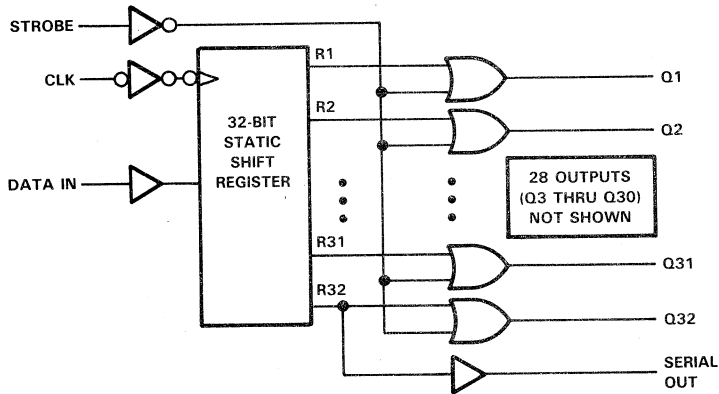 STROBE
CLK
DATA IN
32-BIT
STATIC
SHIFT
REGISTER
R1
R2
R31
R32
Q1
Q2
28 OUTPUTS
(Q3 THRU Q30)
NOT SHOWN
Q31
Q32
SERIAL
OUT